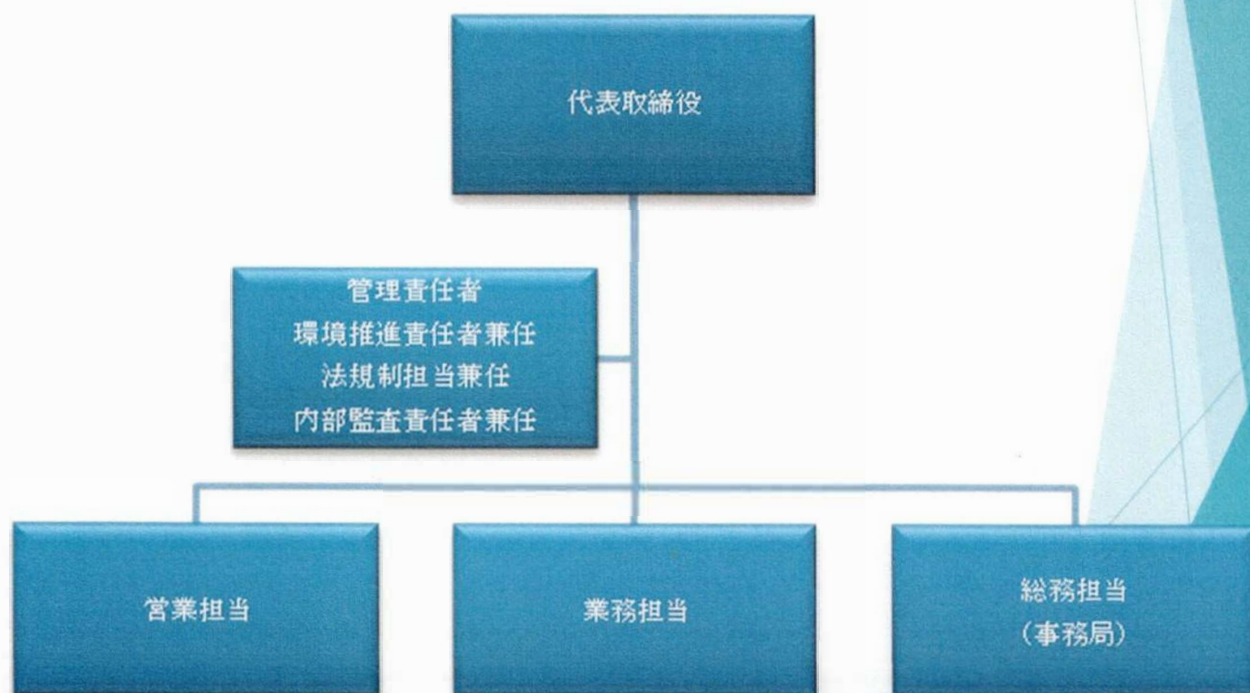 代表取締役
管理責任者
環境推進責任者兼任
法規制担当兼任
内部監査責任者兼任
営業担当
業務担当
総務担当
（事務局）